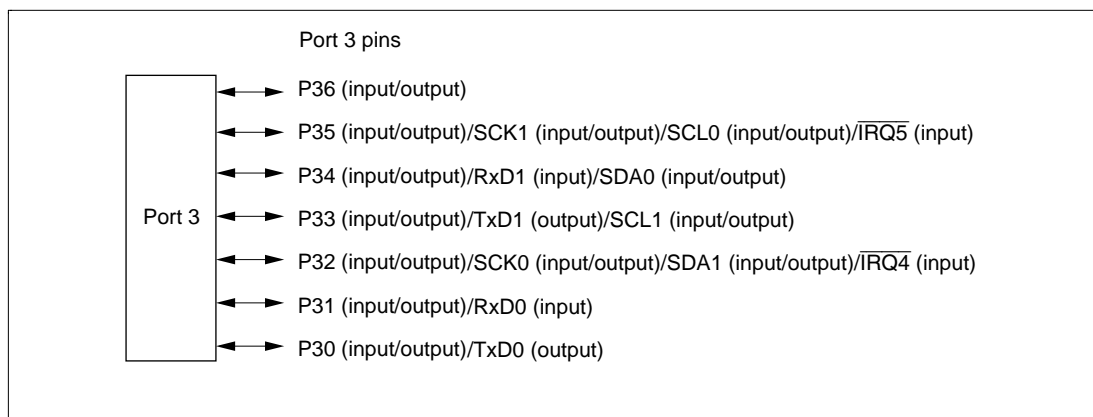 Port 3 pins
P36 (input/output)
P35 (input/output)/SCK1 (input/output)/SCL0 (input/output)/I̅R̅Q̅5̅ (input)
P34 (input/output)/RxD1 (input)/SDA0 (input/output)
Port 3
P33 (input/output)/TxD1 (output)/SCL1 (input/output)
P32 (input/output)/SCK0 (input/output)/SDA1 (input/output)/I̅R̅Q̅4̅ (input)
P31 (input/output)/RxD0 (input)
P30 (input/output)/TxD0 (output)